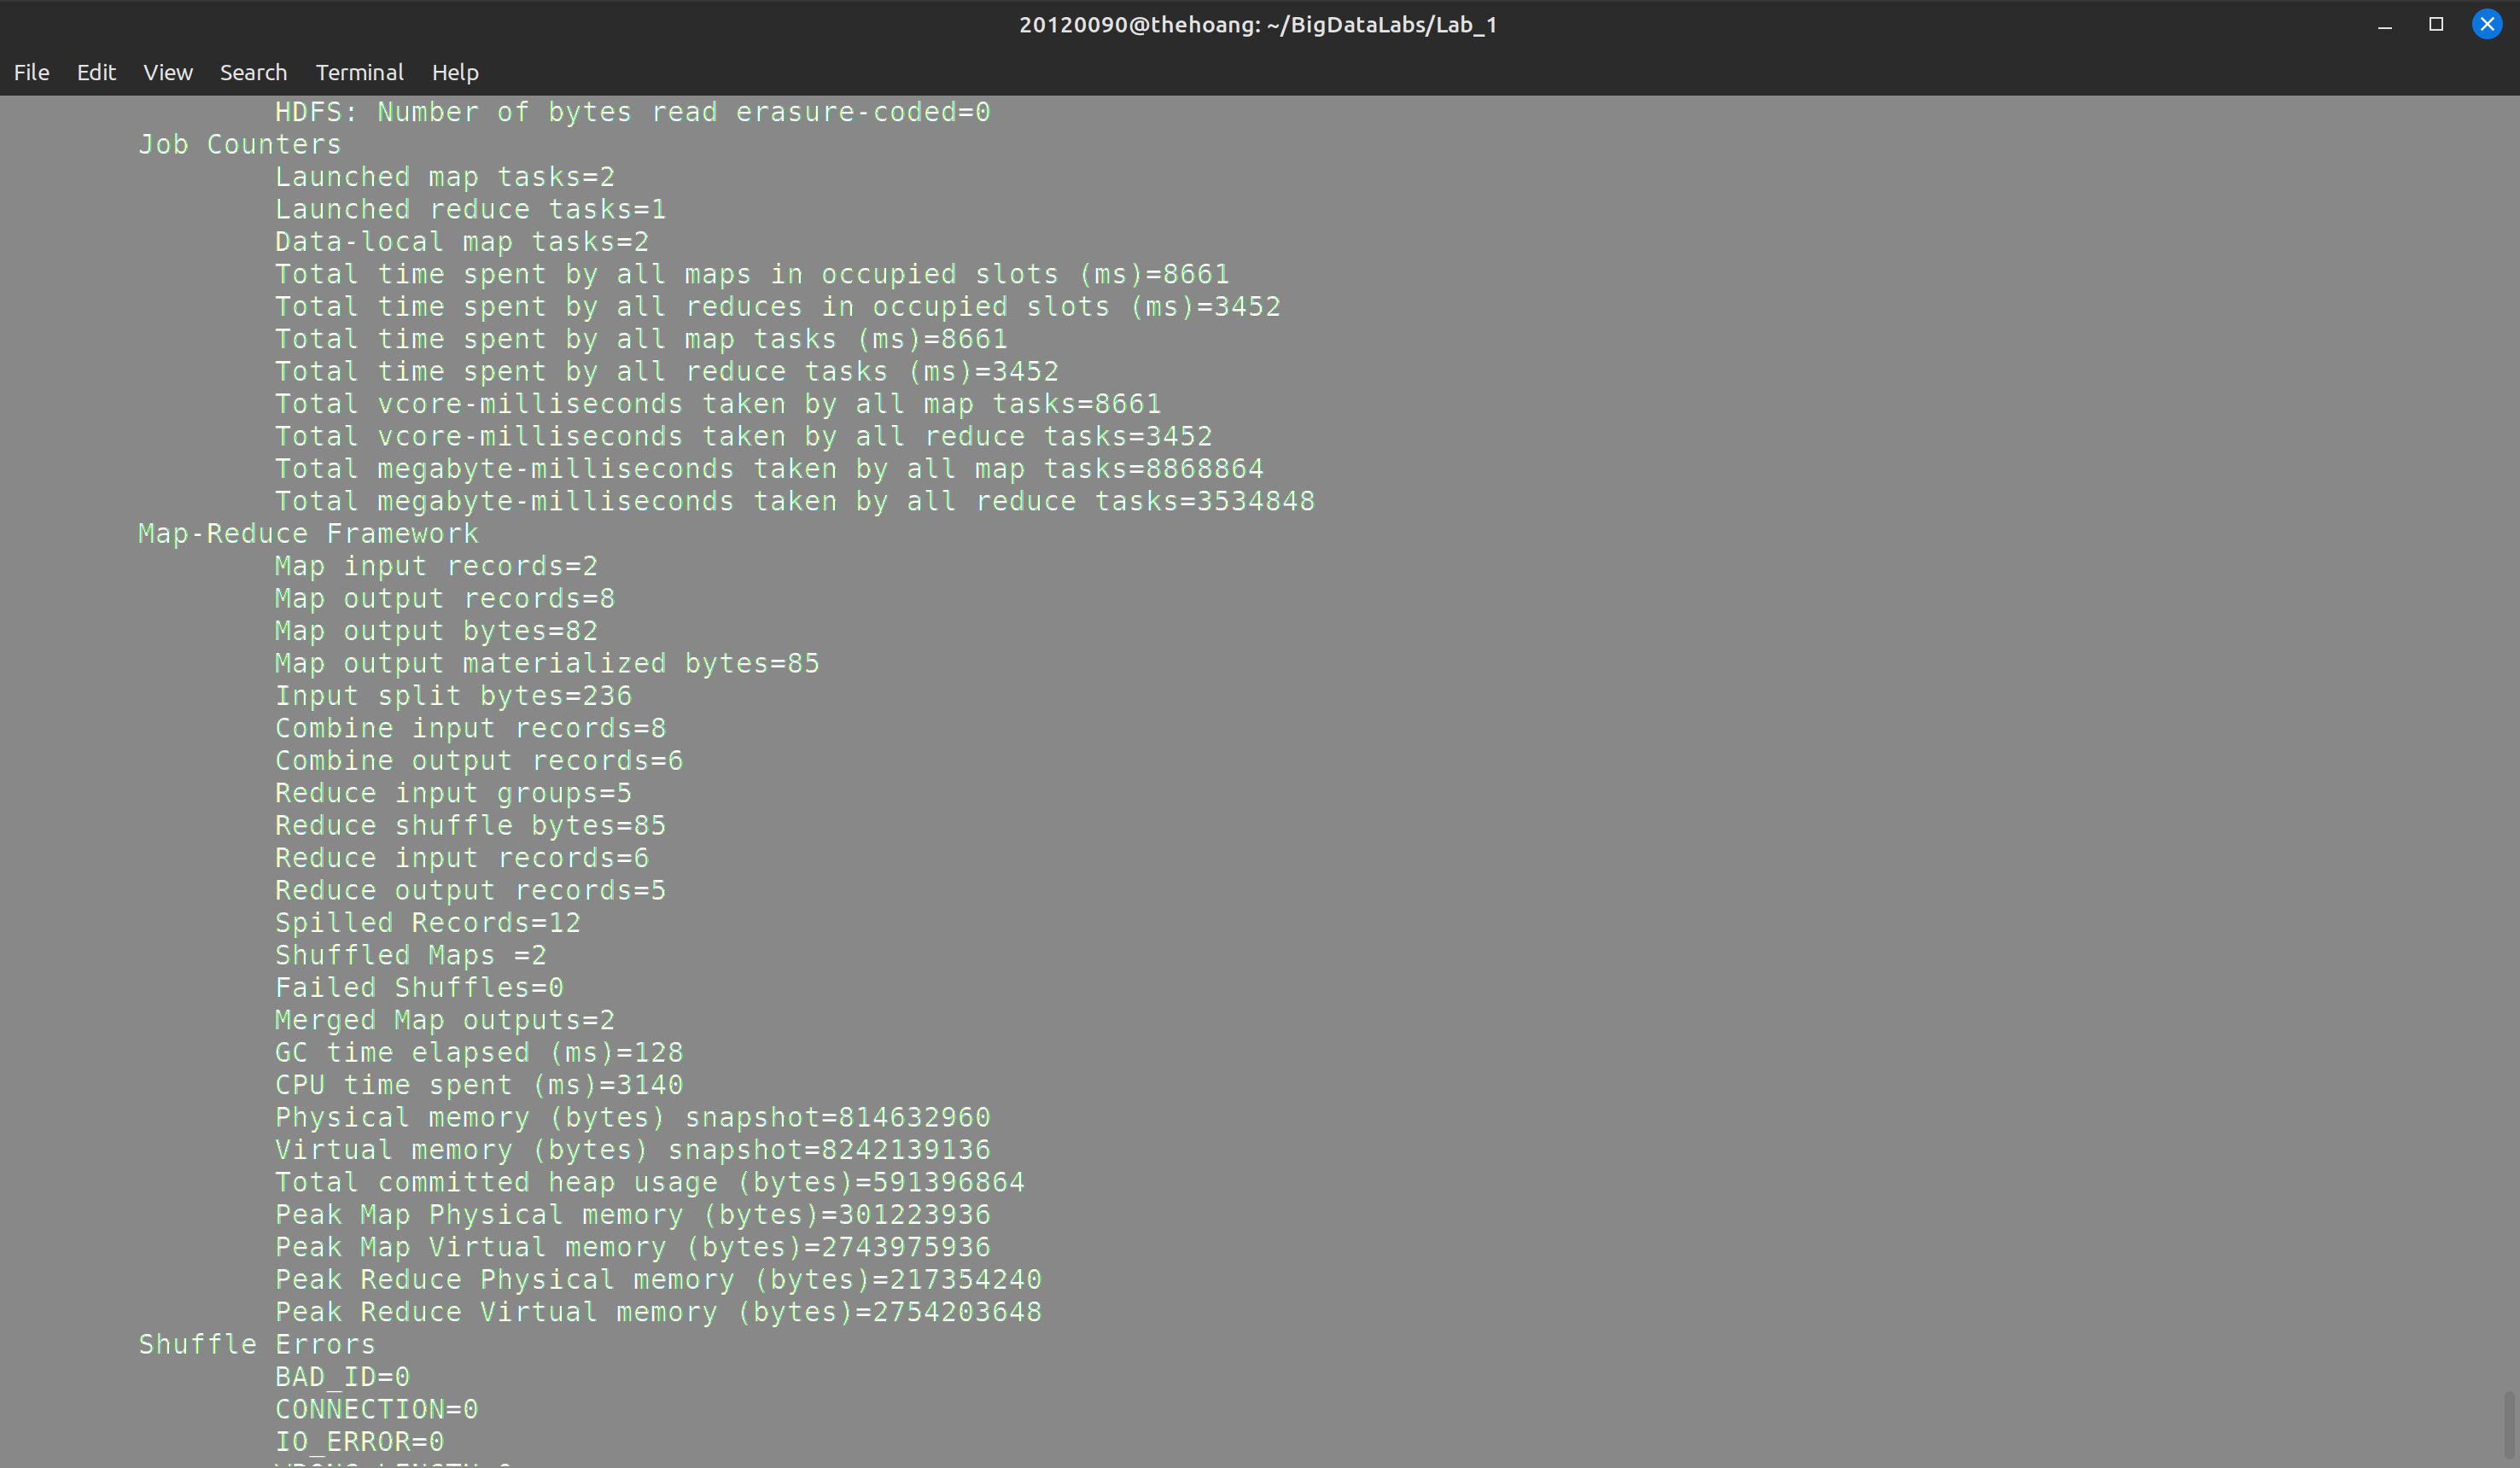 20120090@thehoang: ~/BigDataLabs/Lab_1
File Edit View Search Terminal Help
HDFS: Number of bytes read erasure-coded=0
Job Counters
Launched map tasks=2
Launched reduce tasks=1
Data-local map tasks=2
Total time spent by all maps in occupied slots (ms)=8661
Total time spent by all reduces in occupied slots (ms)=3452
Total time spent by all map tasks (ms)=8661
Total time spent by all reduce tasks (ms)=3452
Total vcore-milliseconds taken by all map tasks=8661
Total vcore-milliseconds taken by all reduce tasks=3452
Total megabyte-milliseconds taken by all map tasks=8868864
Total megabyte-milliseconds taken by all reduce tasks=3534848
Map-Reduce Framework
Map input records=2
Map output records=8
Map output bytes=82
Map output materialized bytes=85
Input split bytes=236
Combine input records=8
Combine output records=6
Reduce input groups=5
Reduce shuffle bytes=85
Reduce input records=6
Reduce output records=5
Spilled Records=12
Shuffled Maps =2
Failed Shuffles=0
Merged Map outputs=2
GC time elapsed (ms)=128
CPU time spent (ms)=3140
Physical memory (bytes) snapshot=814632960
Virtual memory (bytes) snapshot=8242139136
Total committed heap usage (bytes)=591396864
Peak Map Physical memory (bytes)=301223936
Peak Map Virtual memory (bytes)=2743975936
Peak Reduce Physical memory (bytes)=217354240
Peak Reduce Virtual memory (bytes)=2754203648
Shuffle Errors
BAD_ID=0
CONNECTION=0
IO_ERROR=0